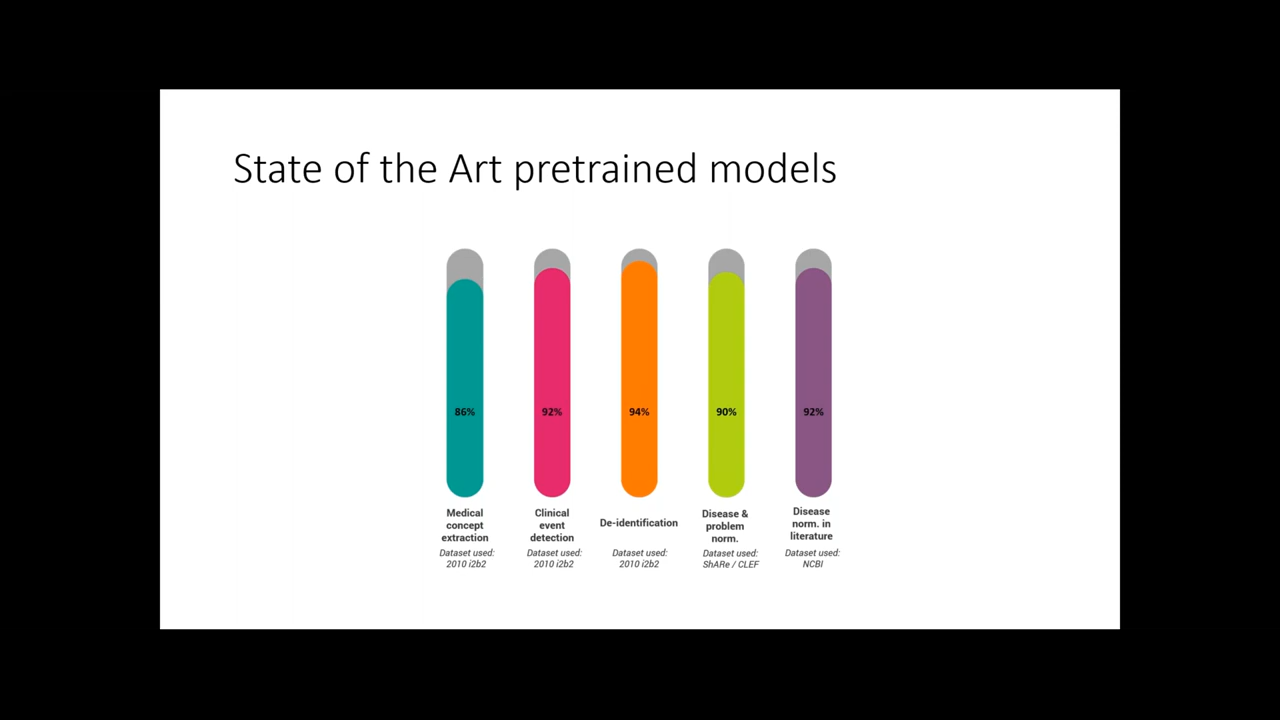 State of the Art pretrained models
86%
92%
94%
90%
92%
Medical
concept
extraction
Dataset used:
2010 i2b2
Clinical
event
detection
Dataset used:
2010 i2b2
De-identification
Dataset used:
2010 i2b2
Disease &
problem
norm.
Dataset used:
ShARe / CLEF
Disease
norm. in
literature
Dataset used:
NCBI